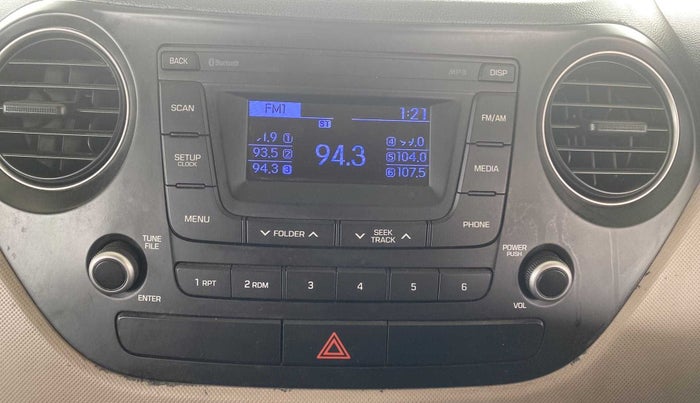 BACK
Bluetooth
MP3
DISP
SCAN
FM1
1:21
FM/AM
ST
1
4
93.5 2
94.3
5 104.0
94.3 3
6 107.5
SETUP
CLOCK
MEDIA
MENU
FOLDER
SEEK
TRACK
PHONE
TUNE
FILE
POWER
PUSH
1 RPT
2 RDM
3
4
5
6
ENTER
VOL